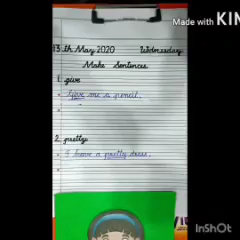 Made with KIN
13th May 2020 Wednesday
Make Sentences
1. give
Give me a pencil.
2. pretty
I have a pretty dress.
InShOt